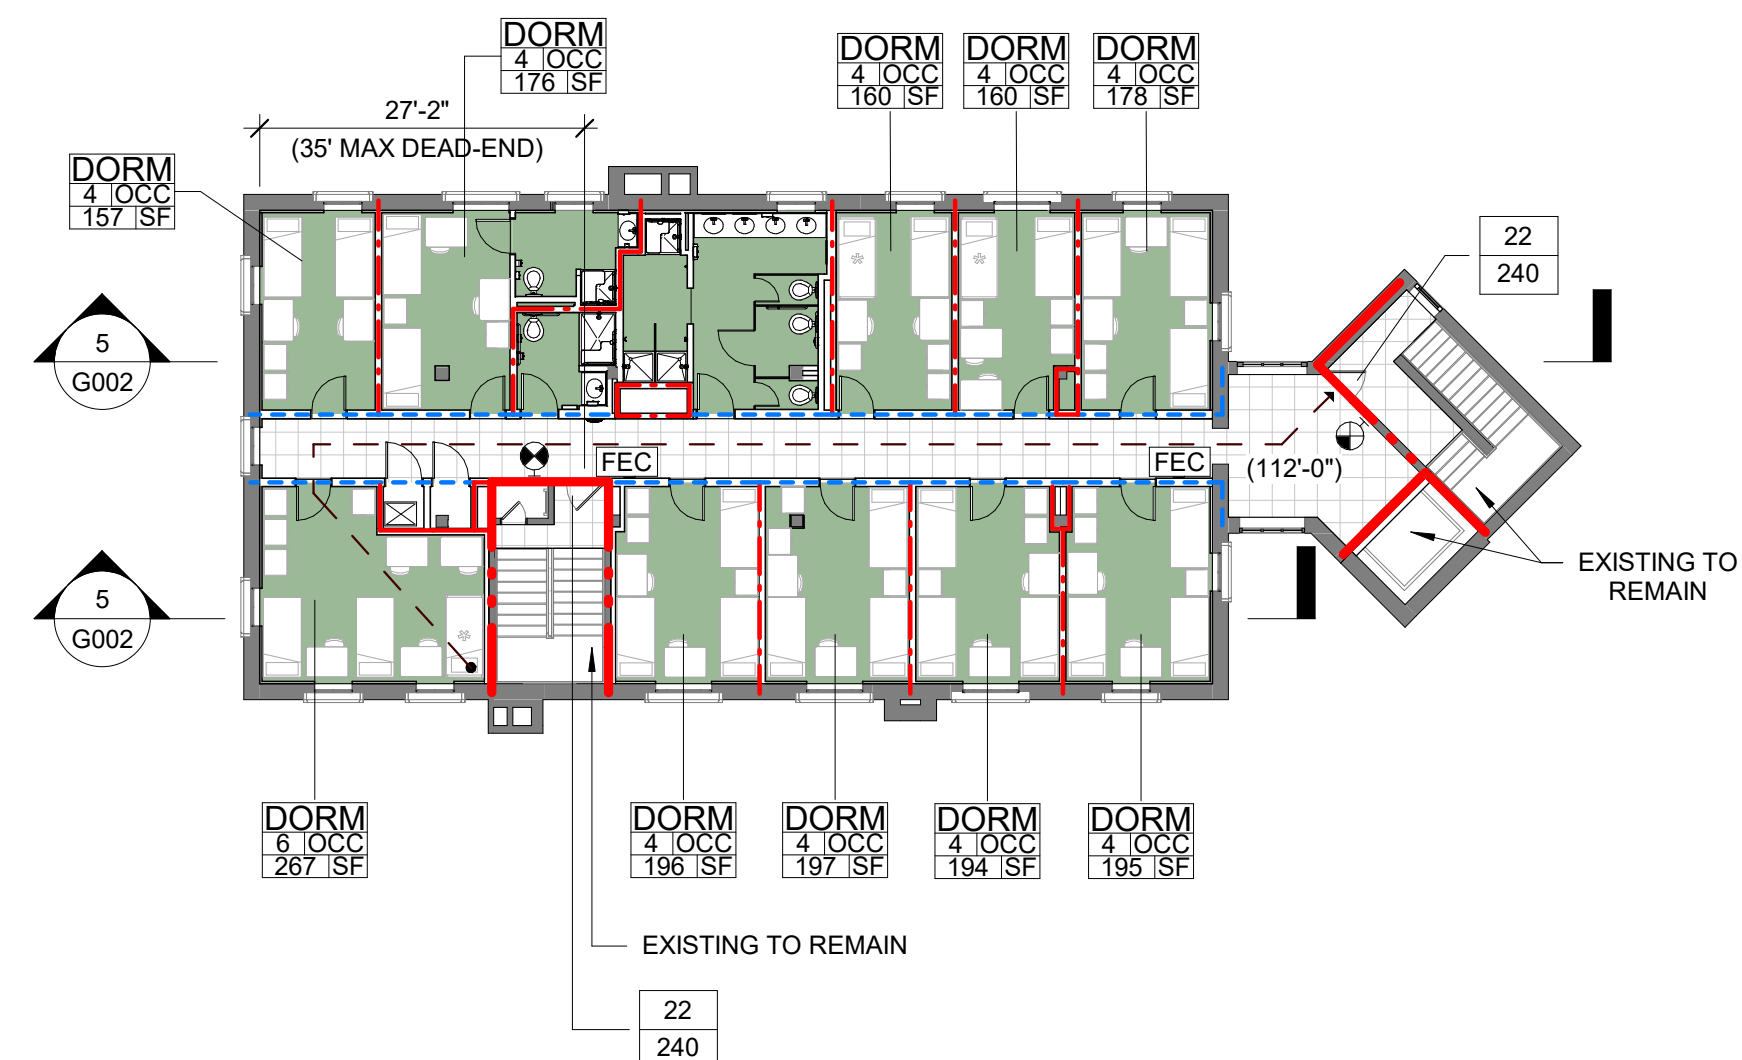 DORM
4 OCC
176 SF
DORM
4 OCC
160 SF
DORM
4 OCC
160 SF
DORM
4 OCC
178 SF
27'-2"
(35' MAX DEAD-END)
DORM
4 OCC
157 SF
22
240
5
G002
FEC
FEC
(112'-0")
EXISTING TO
REMAIN
5
G002
DORM
6 OCC
267 SF
DORM
4 OCC
196 SF
DORM
4 OCC
197 SF
DORM
4 OCC
194 SF
DORM
4 OCC
195 SF
EXISTING TO REMAIN
22
240